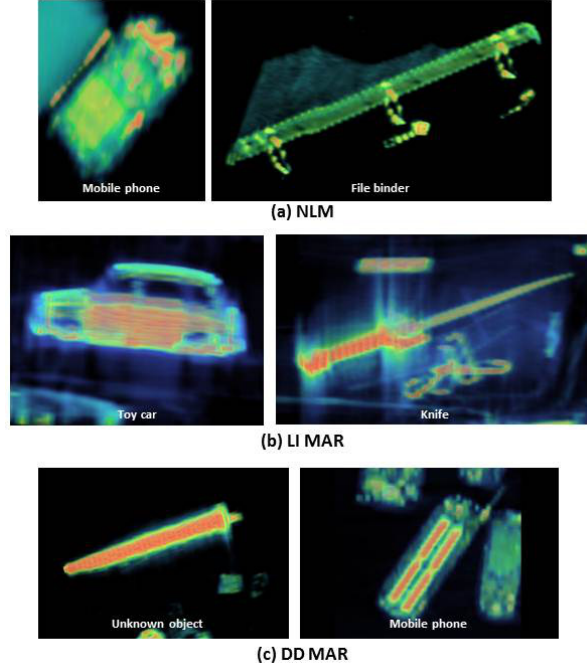 Mobile phone
File binder
(a) NLM
Toy car
Knife
(b) LI MAR
Unknown object
Mobile phone
(c) DD MAR